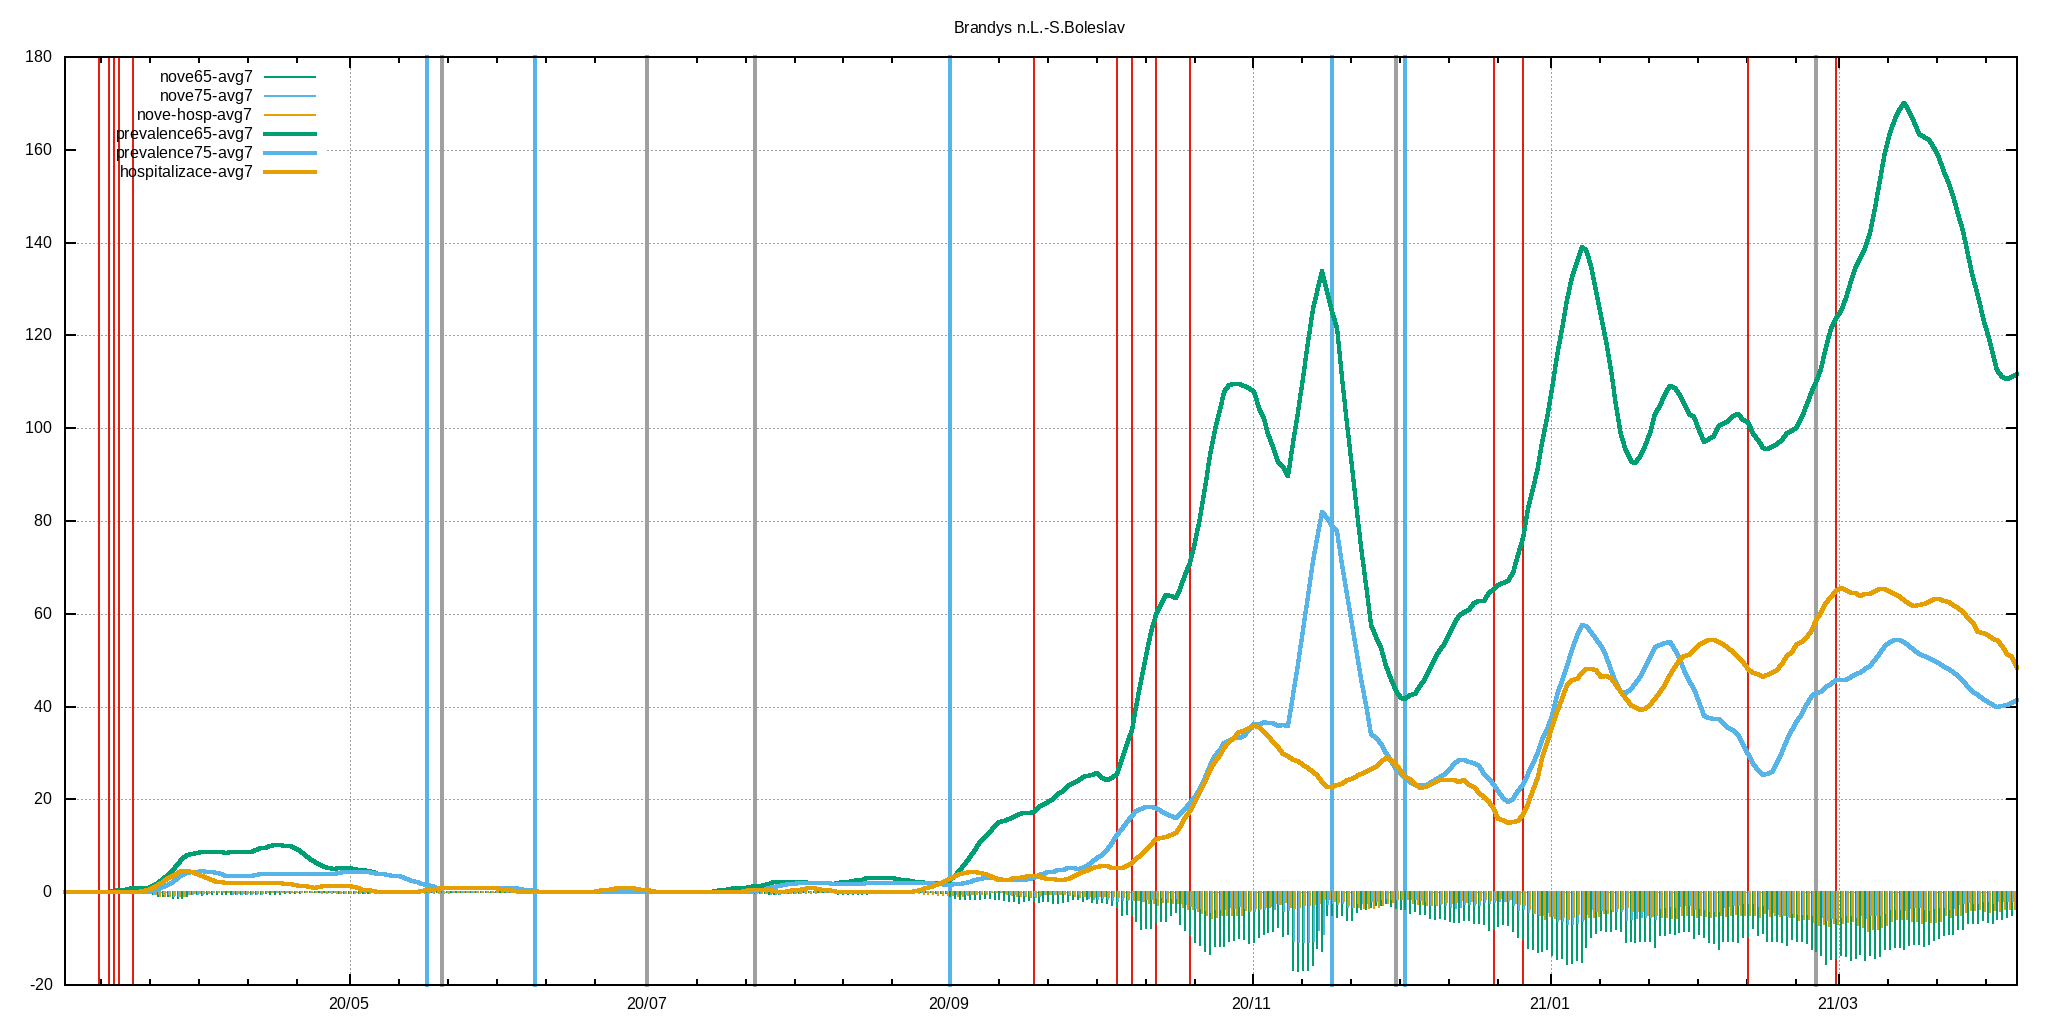 Brandys n.L.-S.Boleslav
180
160
140
120
100
80
60
40
20
0
-20
nove65-avg7
nove75-avg7
nove-hosp-avg7
prevalence65-avg7
prevalence75-avg7
hospitalizace-avg7
20/05
20/07
20/09
20/11
21/01
21/03